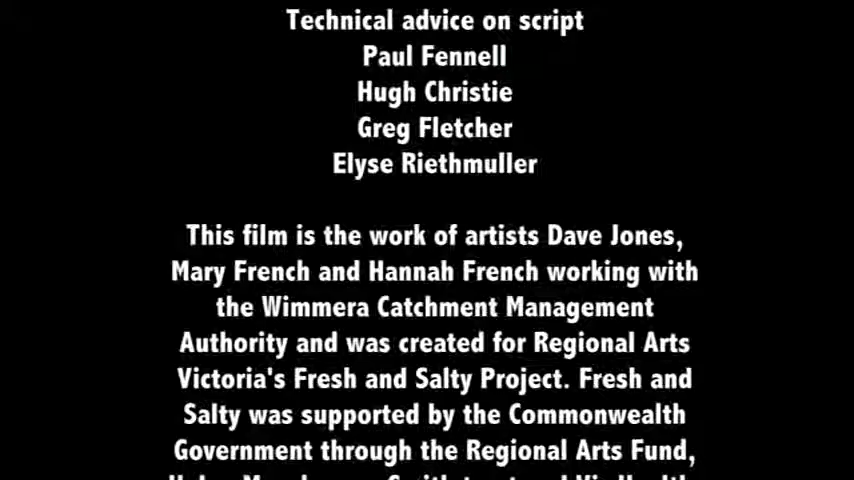 Technical advice on script
Paul Fennell
Hugh Christie
Greg Fletcher
Elyse Riethmuller
This film is the work of artists Dave Jones,
Mary French and Hannah French working with
the Wimmera Catchment Management
Authority and was created for Regional Arts
Victoria's Fresh and Salty Project. Fresh and
Salty was supported by the Commonwealth
Government through the Regional Arts Fund,